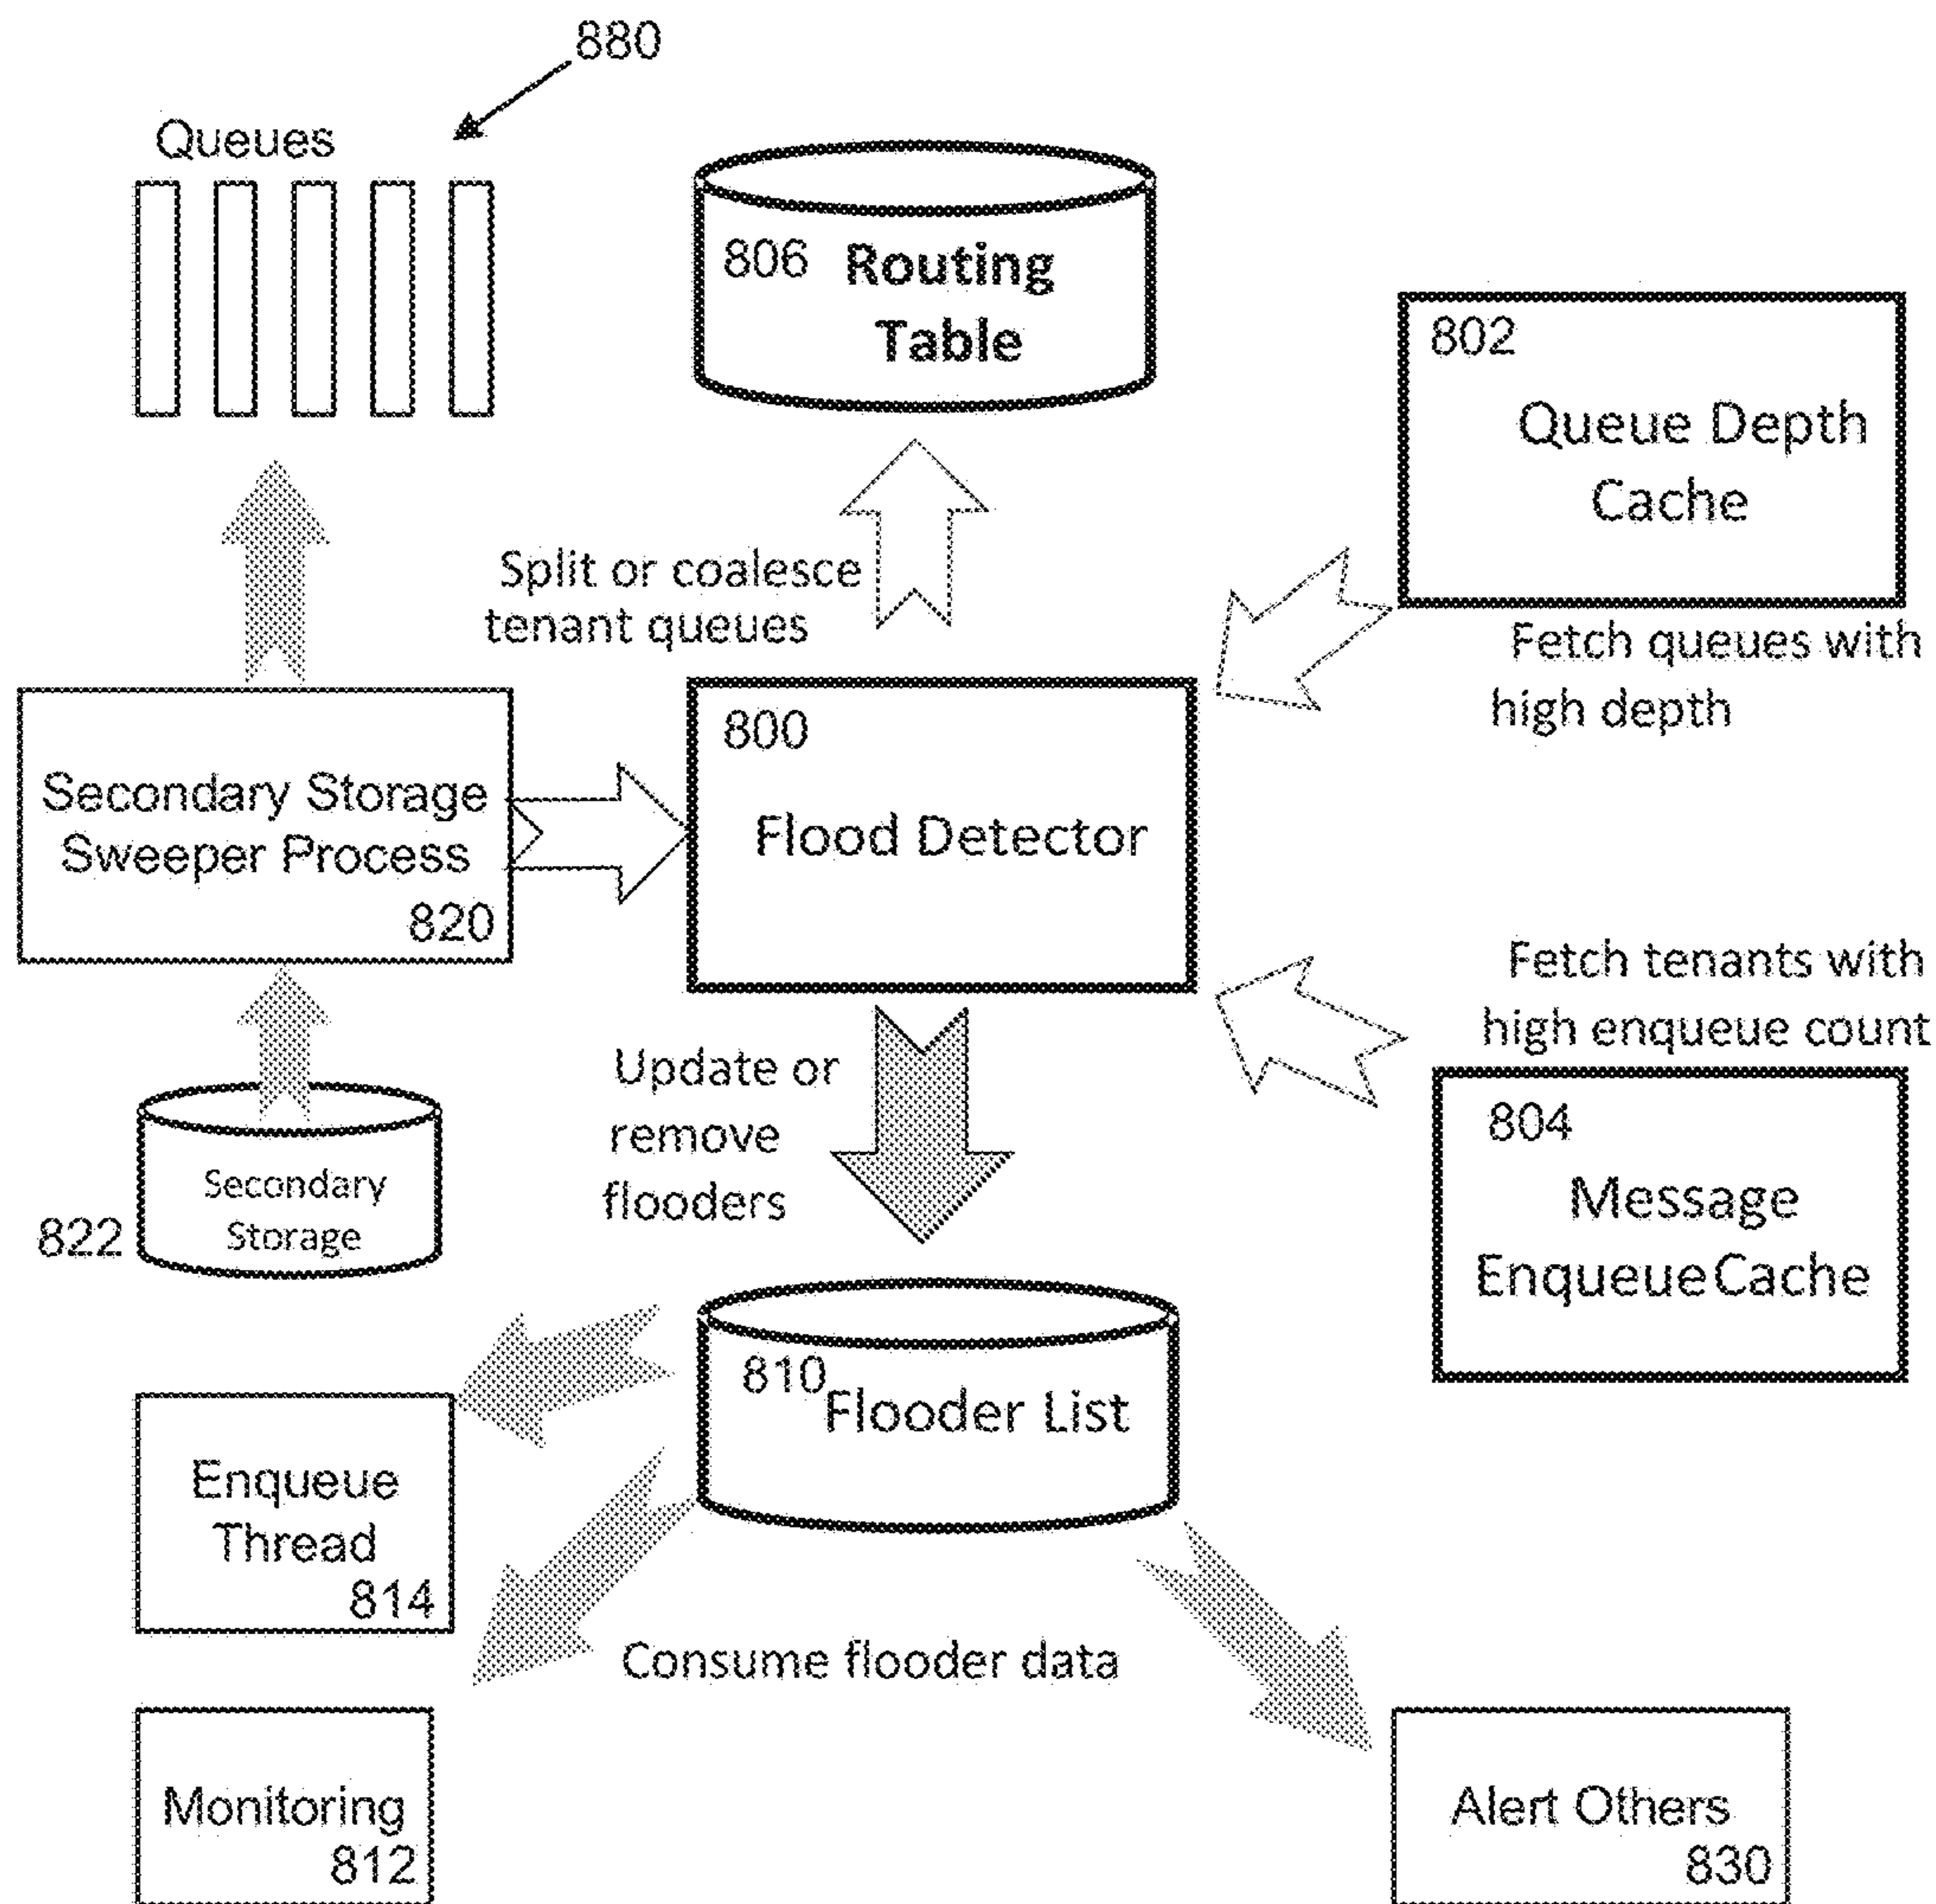 880
Queues
806 Routing
Table
802
Queue Depth
Cache
Split or coalesce
tenant queues
Fetch queues with
high depth
800
Flood Detector
Secondary Storage
Sweeper Process
820
Fetch tenants with
high enqueue count
Update or
remove
flooders
804
Message
Enqueue Cache
Secondary
Storage
822
810
Flooder List
Enqueue
Thread
814
Consume flooder data
Monitoring
812
Alert Others
830